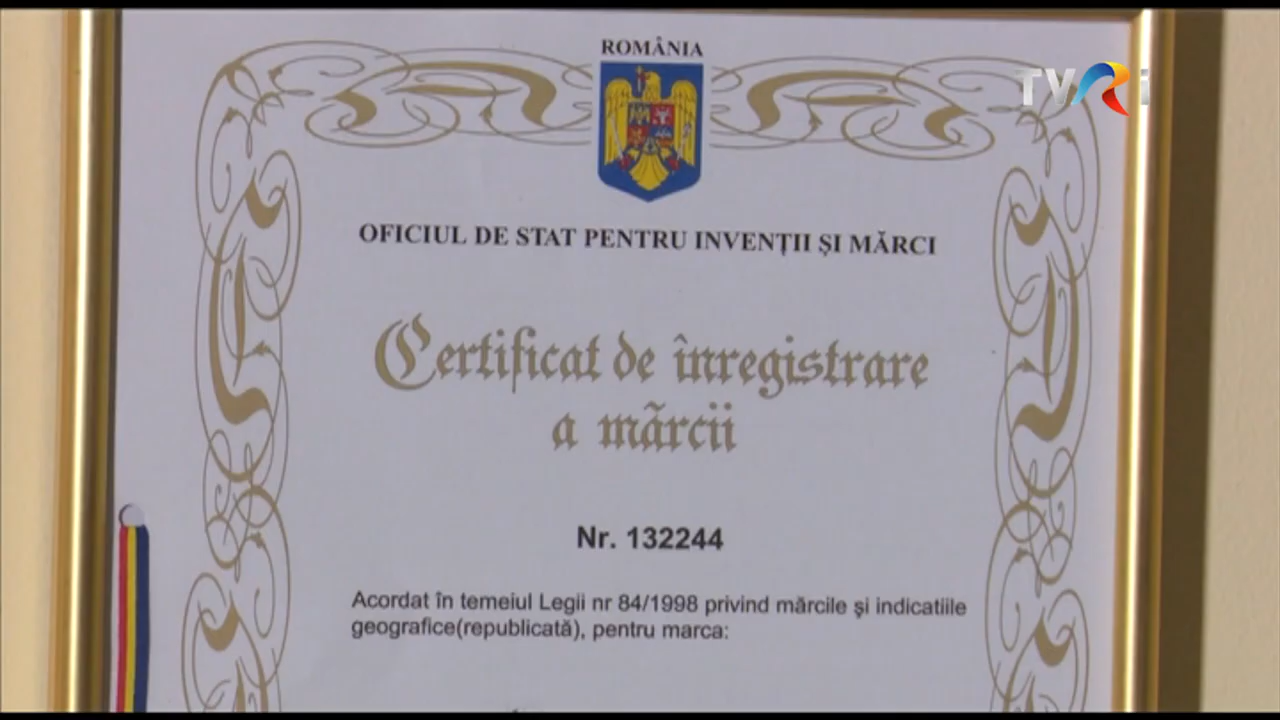 ROMÂNIA
TVRi
OFICIUL DE STAT PENTRU INVENȚII ȘI MĂRCI
Certificat de înregistrare
a mărcii
Nr. 132244
Acordat în temeiul Legii nr 84/1998 privind mărcile şi indicatiile
geografice(republicată), pentru marca: